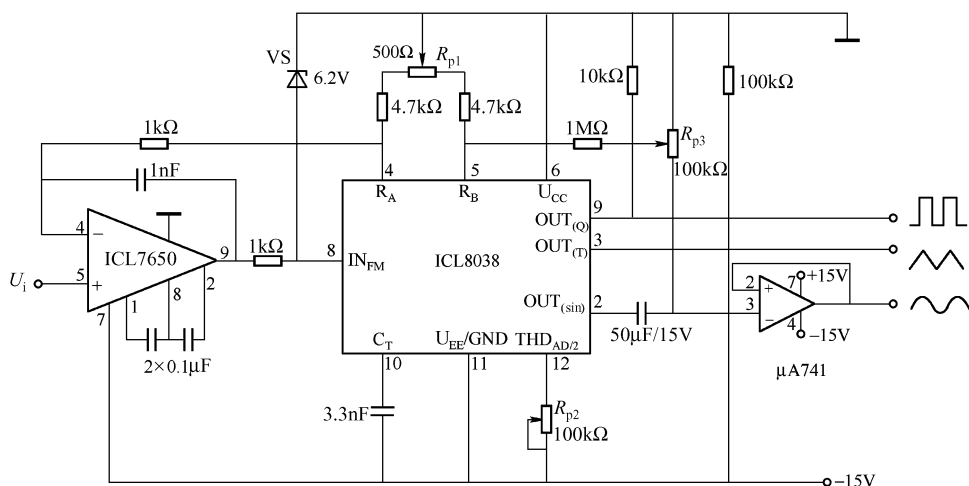 VS
6.2V
500Ω
Rp1
4.7kΩ
4.7kΩ
10kΩ
100kΩ
1kΩ
1MΩ
Rp3
100kΩ
1nF
4
5
6
RA
RB
UCC
4
−
ICL7650
9
1kΩ
8
INFM
ICL8038
OUT(Q)
9
OUT(T)
3
OUT(sin)
2
Ui
5
+
7
1
8
2
2×0.1μF
50μF/15V
2
+
3
−
7
+15V
4
−15V
μA741
CT
UEE/GND
THDAD/2
10
11
12
3.3nF
Rp2
100kΩ
−15V